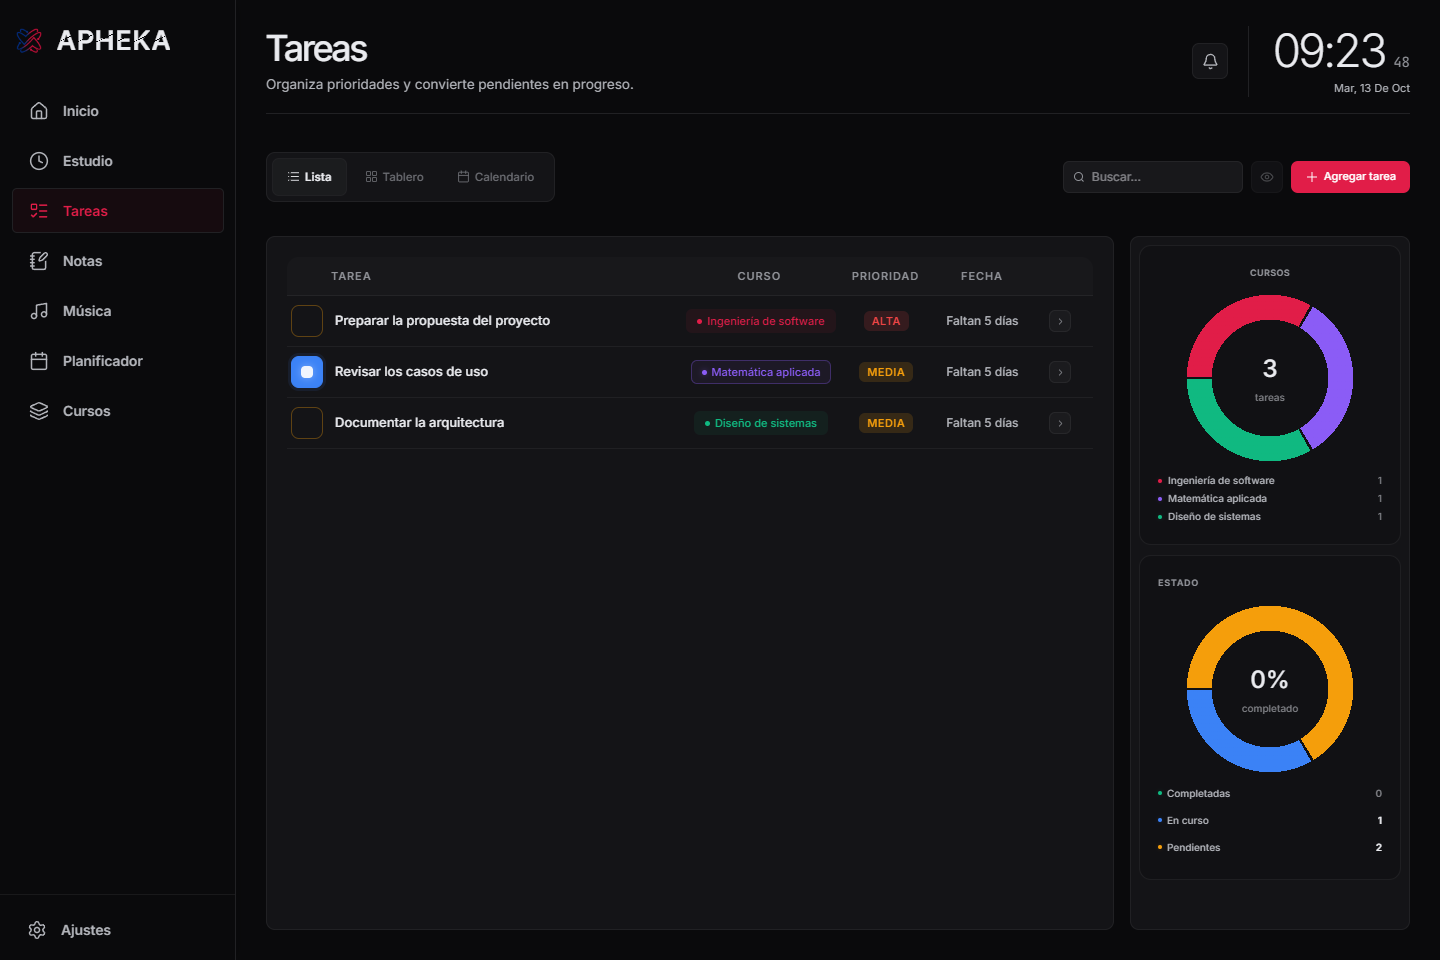 APHEKA
Inicio
Estudio
Tareas
Notas
Música
Planificador
Cursos
Ajustes
Tareas
Organiza prioridades y convierte pendientes en progreso.
09:23 48
Mar, 13 De Oct
Lista Tablero Calendario
Buscar... Agregar tarea
TAREA CURSO PRIORIDAD FECHA
Preparar la propuesta del proyecto Ingeniería de software ALTA Faltan 5 días
Revisar los casos de uso Matemática aplicada MEDIA Faltan 5 días
Documentar la arquitectura Diseño de sistemas MEDIA Faltan 5 días
CURSOS
3
tareas
Ingeniería de software 1
Matemática aplicada 1
Diseño de sistemas 1
ESTADO
0%
completado
Completadas 0
En curso 1
Pendientes 2